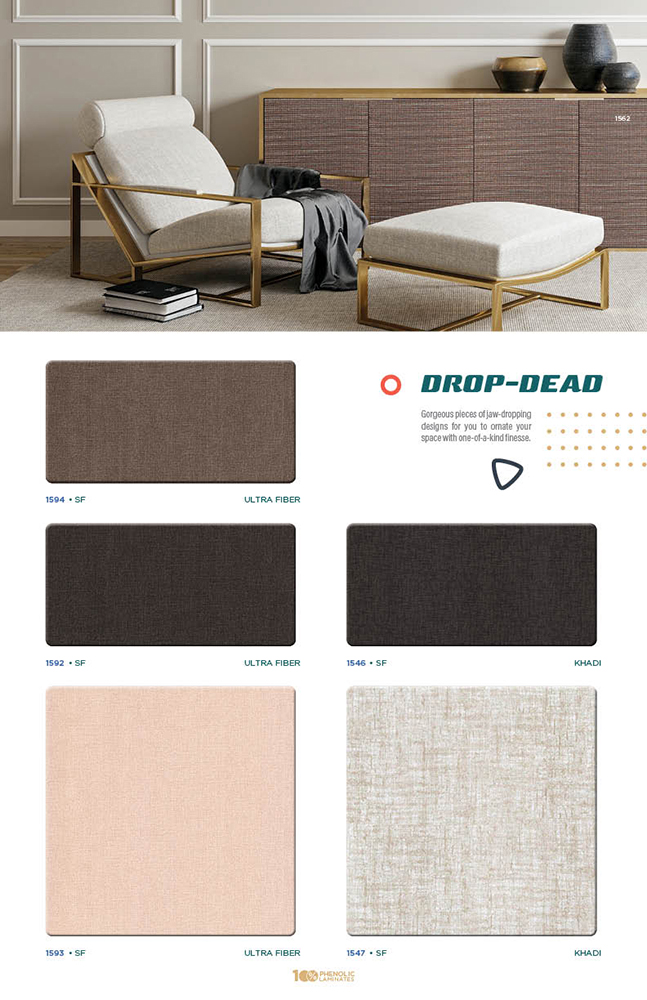 1562
DROP-DEAD
Gorgeous pieces of jaw-dropping
designs for you to ornate your
space with one-of-a-kind finesse.
1594 • SF ULTRA FIBER
1592 • SF ULTRA FIBER
1546 • SF KHADI
1593 • SF ULTRA FIBER
1547 • SF KHADI
100% PHENOLIC
LAMINATES